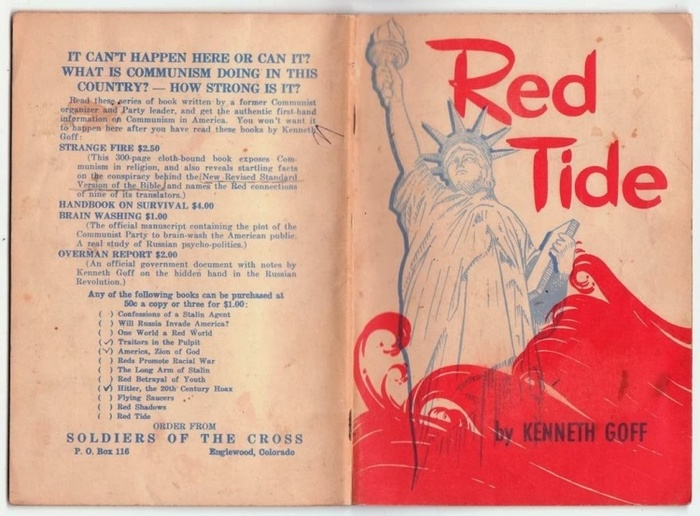 IT CAN'T HAPPEN HERE OR CAN IT?
WHAT IS COMMUNISM DOING IN THIS
COUNTRY? — HOW STRONG IS IT?
Read these series of book written by a former Communist
organizer and Party leader, and get the authentic first-hand
information on Communism in America. You won't want it
to happen here after you have read these books by Kenneth
Goff:
STRANGE FIRE $2.50
(This 300-page cloth-bound book exposes Com-
munism in religion, and also reveals startling facts
on the conspiracy behind the New Revised Standard
Version of the Bible, and names the Red connections
of nine of its translators.)
HANDBOOK ON SURVIVAL $4.00
BRAIN WASHING $1.00
(The official manuscript containing the plot of the
Communist Party to brain-wash the American public.
A real study of Russian psycho-politics.)
OVERMAN REPORT $2.00
(An official government document with notes by
Kenneth Goff on the hidden hand in the Russian
Revolution.)
Any of the following books can be purchased at
50c a copy or three for $1.00:
( ) Confessions of a Stalin Agent
( ) Will Russia Invade America?
( ) One World a Red World
(✓) Traitors in the Pulpit
(✓) America, Zion of God
( ) Reds Promote Racial War
( ) The Long Arm of Stalin
( ) Red Betrayal of Youth
(✓) Hitler, the 20th Century Hoax
( ) Flying Saucers
( ) Red Shadows
( ) Red Tide
ORDER FROM
SOLDIERS OF THE CROSS
P. O. Box 116 Englewood, Colorado
Red
Tide
by KENNETH GOFF